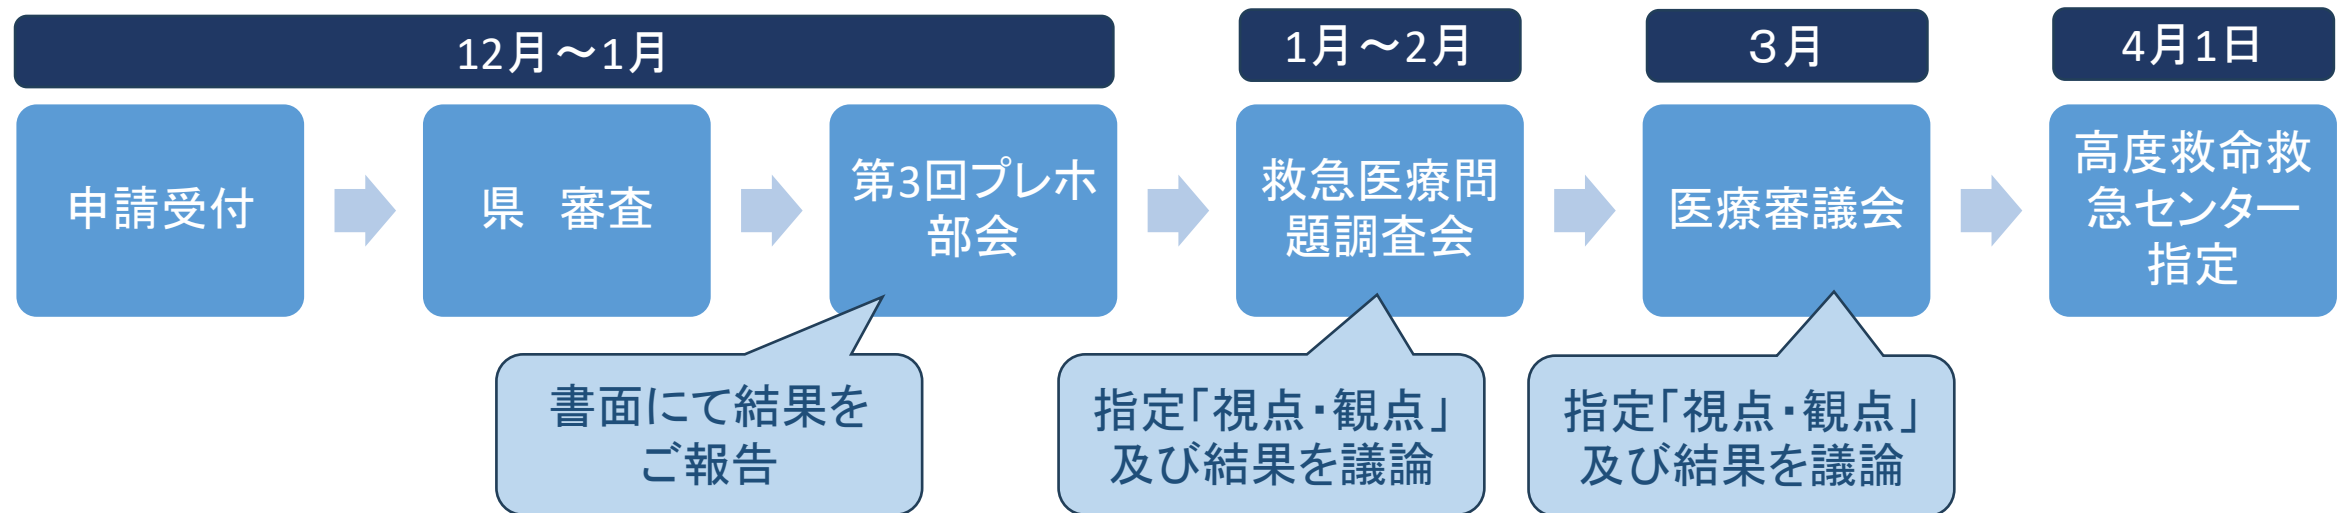 12月～1月
1月～2月
3月
4月1日
申請受付
県　審査
第3回プレホ
部会
救急医療問
題調査会
医療審議会
高度救命救
急センター
指定
書面にて結果を
ご報告
指定「視点・観点」
及び結果を議論
指定「視点・観点」
及び結果を議論